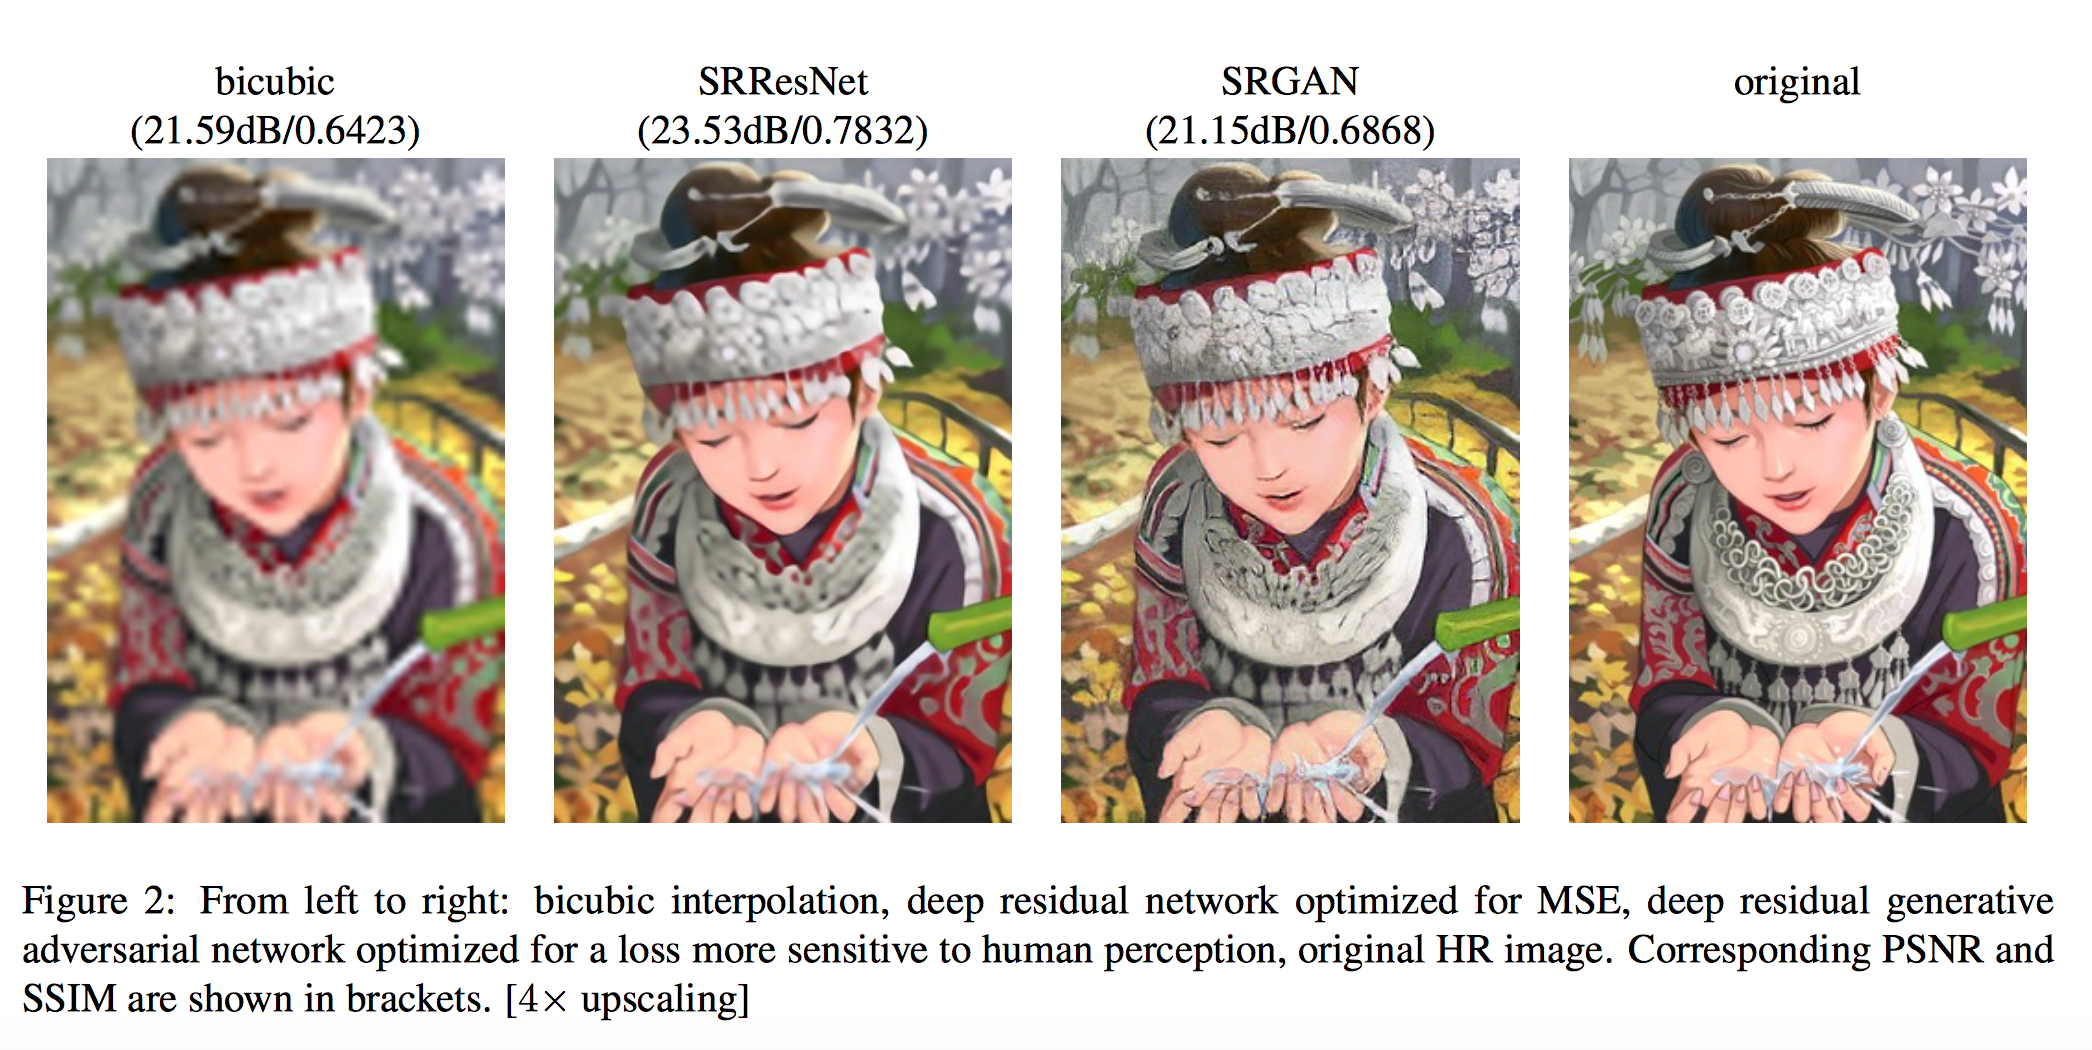 bicubic
(21.59dB/0.6423)
SRResNet
(23.53dB/0.7832)
SRGAN
(21.15dB/0.6868)
original
Figure 2: From left to right: bicubic interpolation, deep residual network optimized for MSE, deep residual generative
adversarial network optimized for a loss more sensitive to human perception, original HR image. Corresponding PSNR and
SSIM are shown in brackets. [4× upscaling]